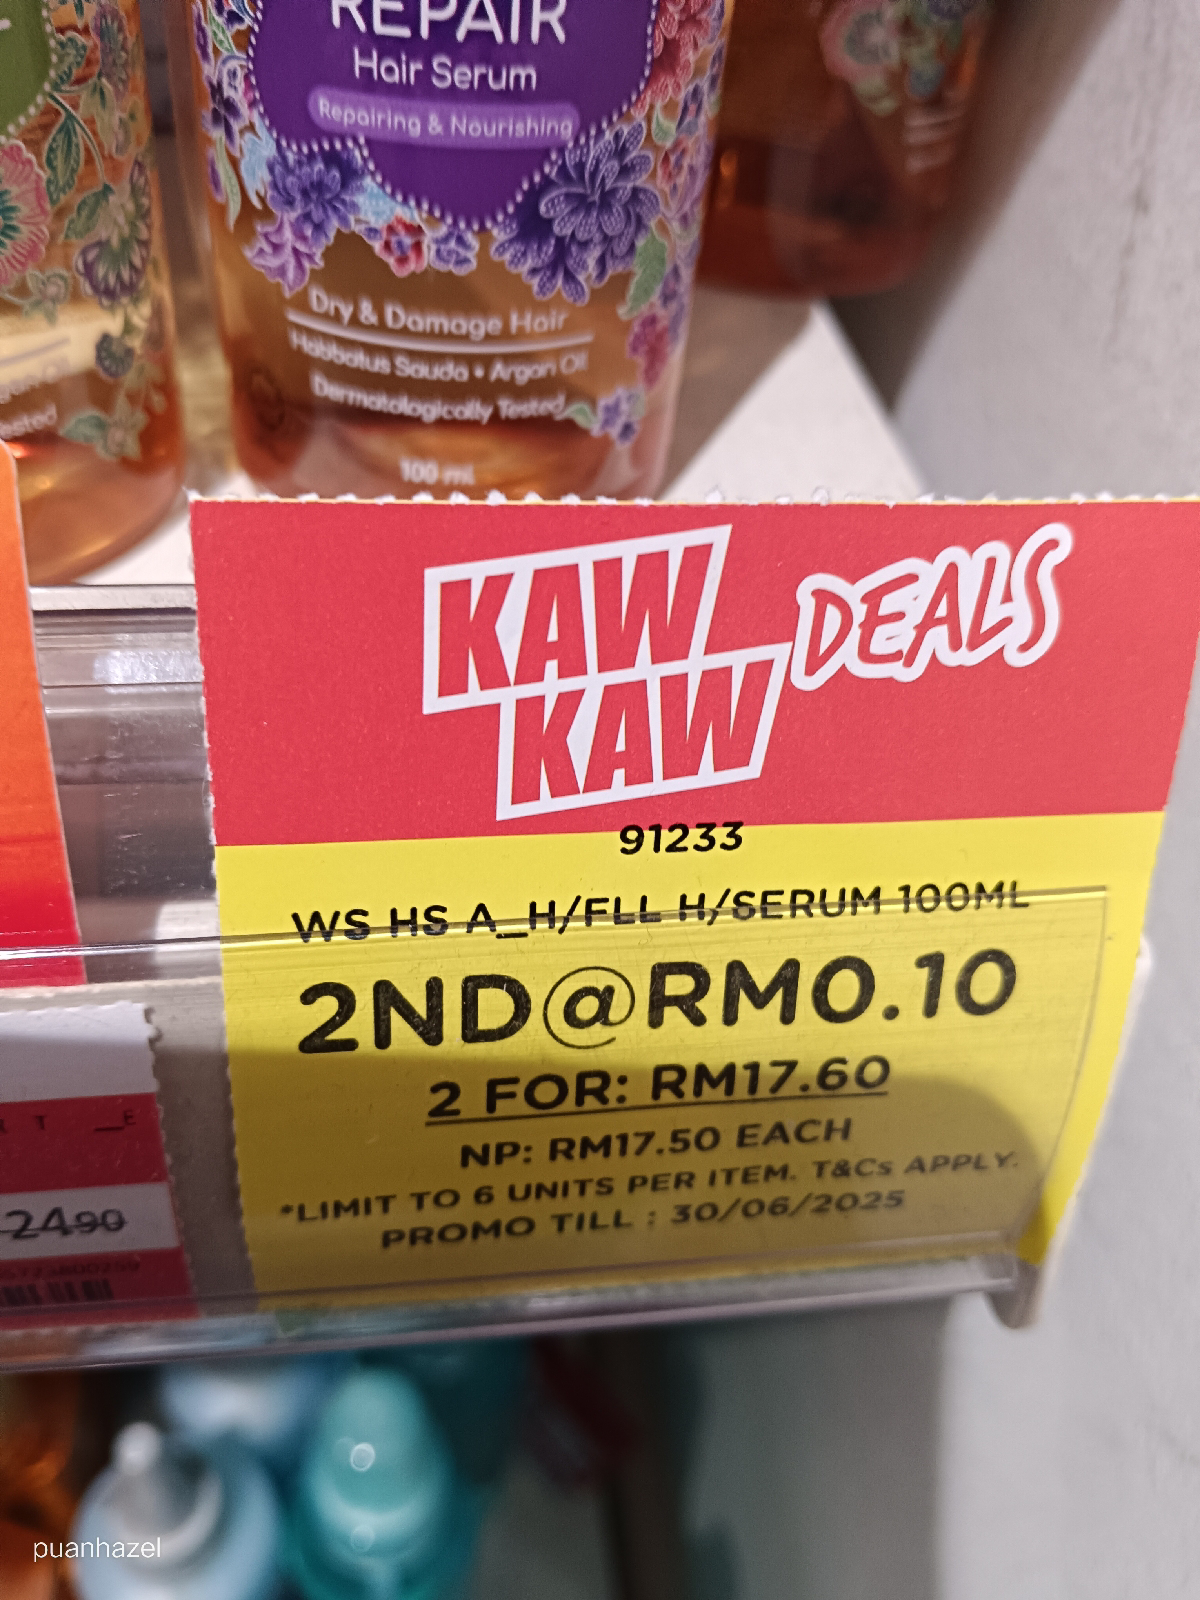 REPAIR
Hair Serum
Repairing & Nourishing
Dry & Damage Hair
Habbatus Sauda • Argan Oil
Dermatologically Tested
100 ml
KAW
KAW
DEALS
91233
WS HS A_H/FLL H/SERUM 100ML
2ND@RM0.10
2 FOR: RM17.60
NP: RM17.50 EACH
*LIMIT TO 6 UNITS PER ITEM. T&Cs APPLY.
PROMO TILL : 30/06/2025
24.90
puanhazel